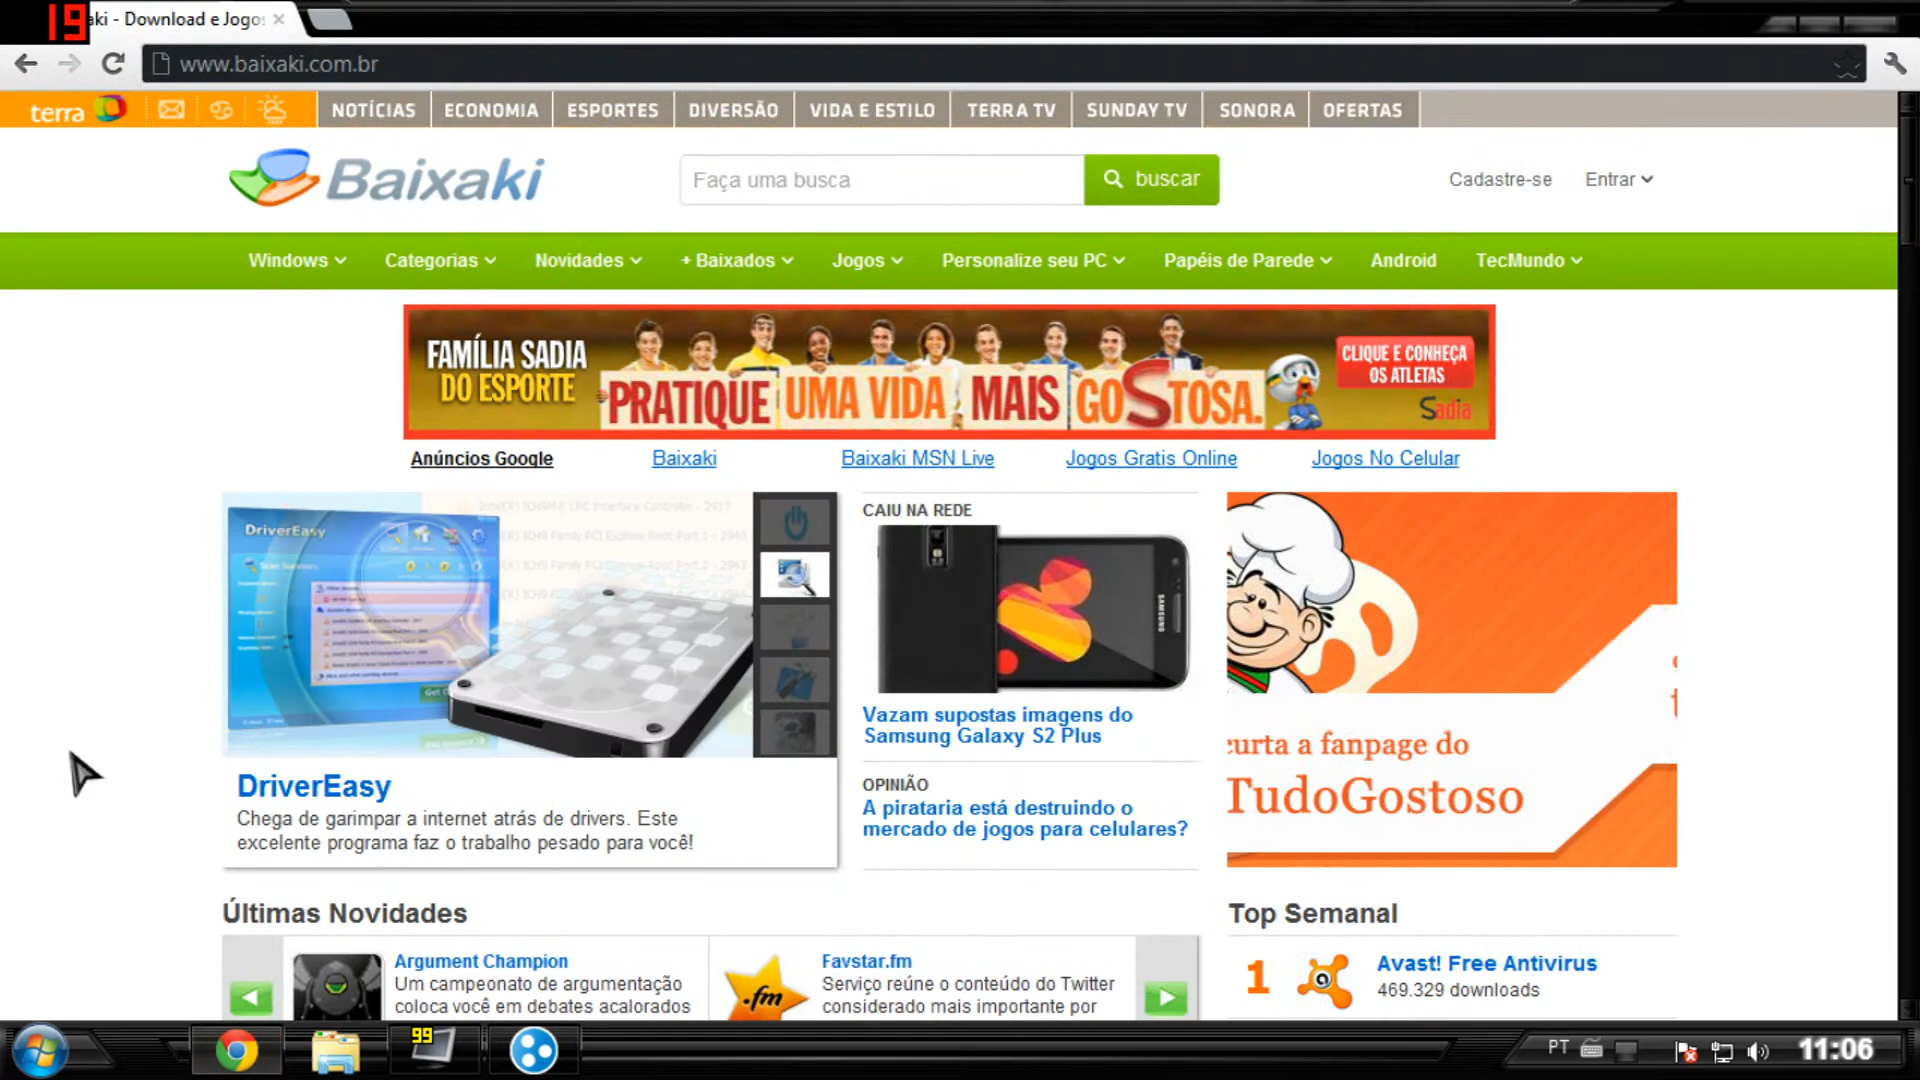 19
aki - Download e Jogos
www.baixaki.com.br
terra
NOTÍCIAS
ECONOMIA
ESPORTES
DIVERSÃO
VIDA E ESTILO
TERRA TV
SUNDAY TV
SONORA
OFERTAS
Baixaki
Faça uma busca
buscar
Cadastre-se
Entrar
Windows
Categorias
Novidades
+ Baixados
Jogos
Personalize seu PC
Papéis de Parede
Android
TecMundo
FAMÍLIA SADIA
DO ESPORTE
PRATIQUE UMA VIDA MAIS GOSTOSA.
CLIQUE E CONHEÇA
OS ATLETAS
Sadia
Anúncios Google
Baixaki
Baixaki MSN Live
Jogos Gratis Online
Jogos No Celular
DriverEasy
DriverEasy
Chega de garimpar a internet atrás de drivers. Este
excelente programa faz o trabalho pesado para você!
CAIU NA REDE
SAMSUNG
Vazam supostas imagens do
Samsung Galaxy S2 Plus
OPINIÃO
A pirataria está destruindo o
mercado de jogos para celulares?
curta a fanpage do
TudoGostoso
Últimas Novidades
Argument Champion
Um campeonato de argumentação
coloca você em debates acalorados
.fm
Favstar.fm
Serviço reúne o conteúdo do Twitter
considerado mais importante por
Top Semanal
1
Avast! Free Antivirus
469.329 downloads
99
PT
11:06